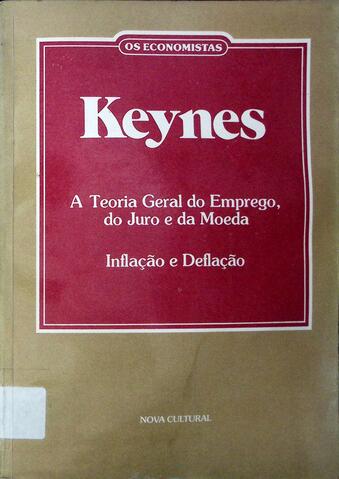 OS ECONOMISTAS
Keynes
A Teoria Geral do Emprego,
do Juro e da Moeda
Inflação e Deflação
NOVA CULTURAL